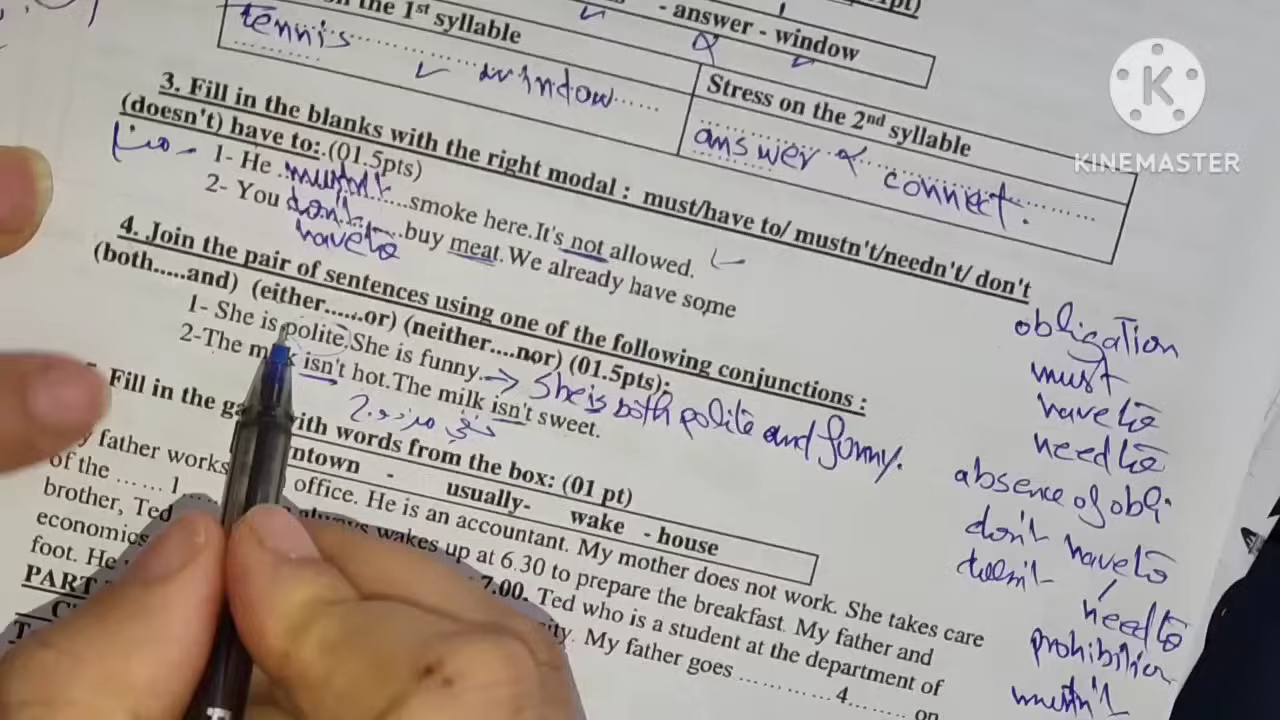 - answer - window
the 1st syllable
Stress on the 2nd syllable
tennis window
answer connect.
KINEMASTER
3. Fill in the blanks with the right modal : must/have to/ mustn't/needn't/ don't
(doesn't) have to:.(01.5pts)
1- He mustn't smoke here.It's not allowed.
2- You don't have to buy meat.We already have some
4. Join the pair of sentences using one of the following conjunctions :
(both.....and) (either......or) (neither....nor) (01.5pts):
1- She is polite.She is funny. → She is both polite and funny.
2-The milk isn't hot.The milk isn't sweet.
Fill in the with words from the box: (01 pt)
- usually- wake - house
father works office. He is an accountant. My mother does not work. She takes care
of the ......1 always wakes up at 6.30 to prepare the breakfast. My father and
brother, Ted 7.00. Ted who is a student at the department of
economics My father goes ............4...... on
foot. He
PART
obligation
must
have to
need to
absence of obli
don't have to
doesn't
need to
prohibition
mustn't